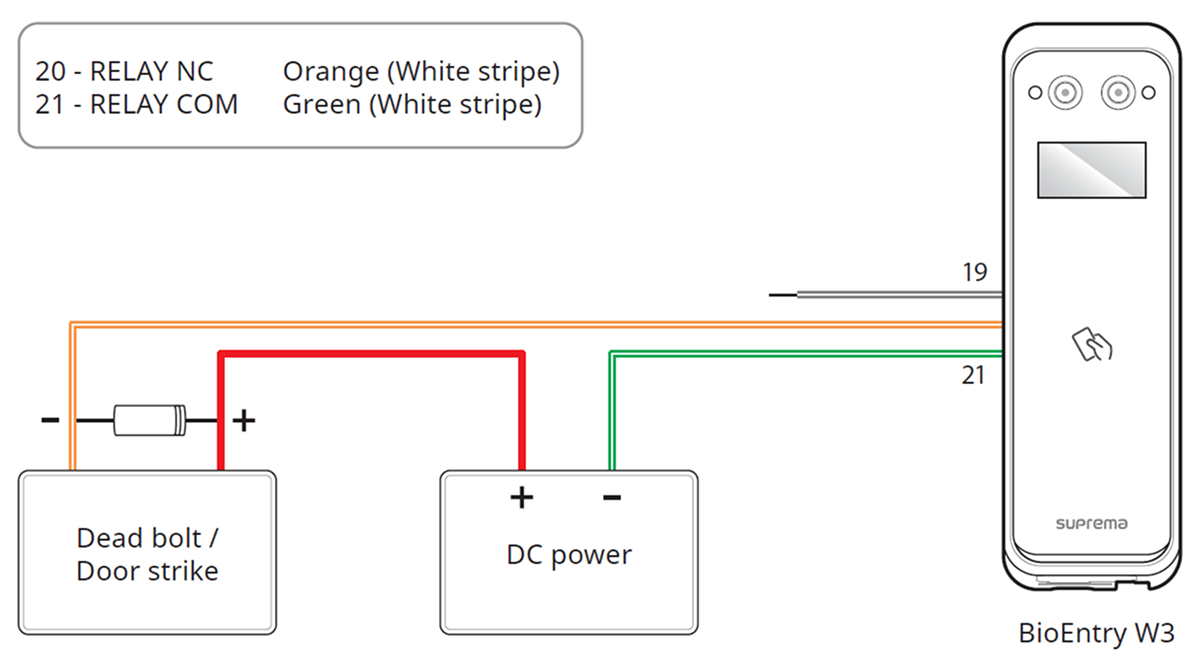 20 - RELAY NC Orange (White stripe)
21 - RELAY COM Green (White stripe)
19
21
- +
+ -
Dead bolt /
Door strike
DC power
suprema
BioEntry W3